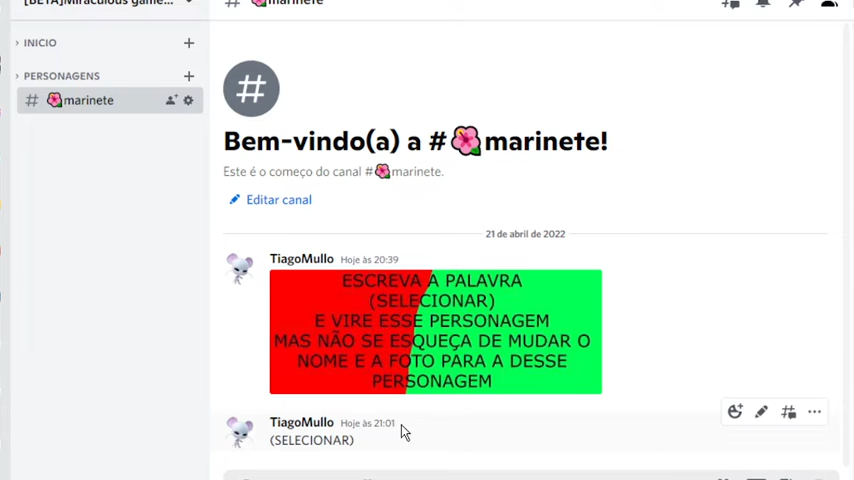 [BETA]Miraculous game...
# 🌺marinete
INICIO
PERSONAGENS
🌺marinete
Bem-vindo(a) a #🌺marinete!
Este é o começo do canal #🌺marinete.
Editar canal
21 de abril de 2022
TiagoMullo Hoje às 20:39
ESCREVA A PALAVRA
(SELECIONAR)
E VIRE ESSE PERSONAGEM
MAS NÃO SE ESQUEÇA DE MUDAR O
NOME E A FOTO PARA A DESSE
PERSONAGEM
TiagoMullo Hoje às 21:01
(SELECIONAR)